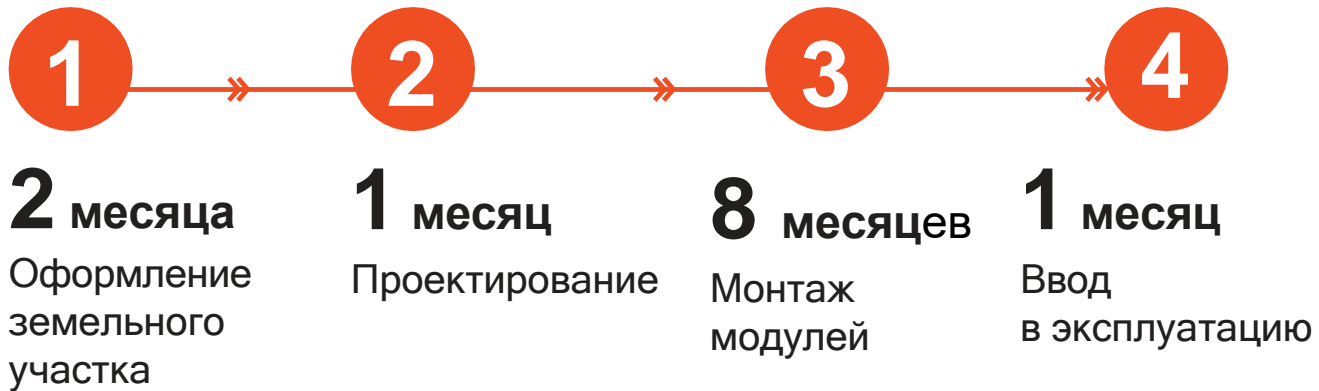 1
2
3
4
2 месяца
Оформление
земельного
участка
1 месяц
Проектирование
8 месяцев
Монтаж
модулей
1 месяц
Ввод
в эксплуатацию